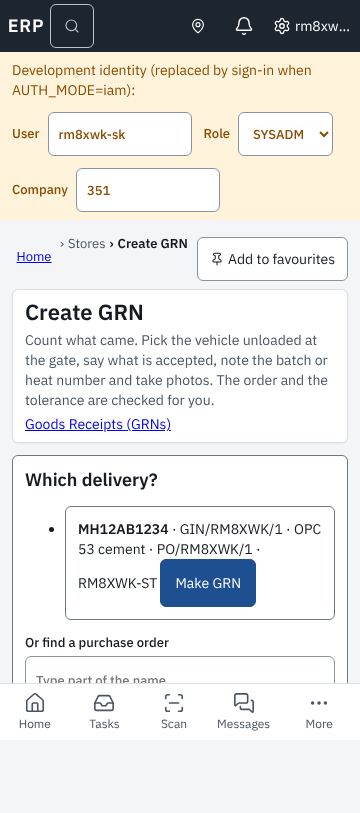 ERP
rm8xw...
Development identity (replaced by sign-in when
AUTH_MODE=iam):
User
rm8xwk-sk
Role
SYSADM
Company
351
Home
› Stores › Create GRN
Add to favourites
Create GRN
Count what came. Pick the vehicle unloaded at
the gate, say what is accepted, note the batch or
heat number and take photos. The order and the
tolerance are checked for you.
Goods Receipts (GRNs)
Which delivery?
MH12AB1234 · GIN/RM8XWK/1 · OPC
53 cement · PO/RM8XWK/1 ·
RM8XWK-ST
Make GRN
Or find a purchase order
Type part of the name
Home
Tasks
Scan
Messages
More